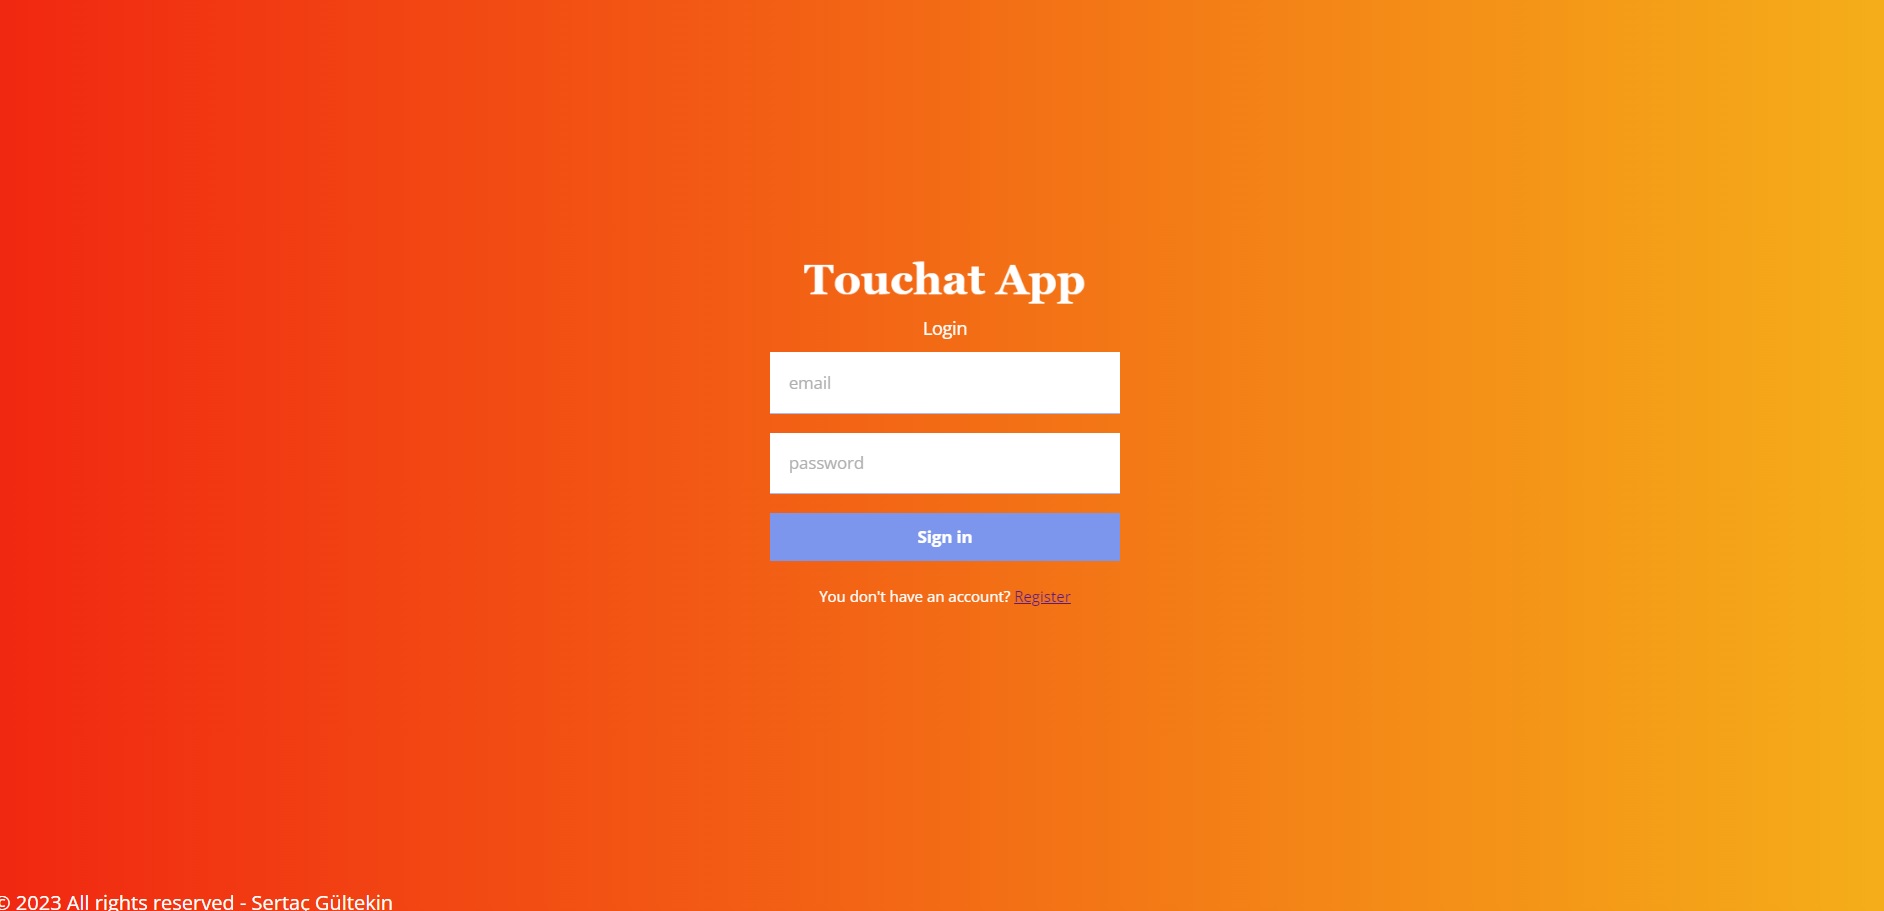 Touchat App
Login
email
password
Sign in
You don't have an account? Register
© 2023 All rights reserved - Sertaç Gültekin